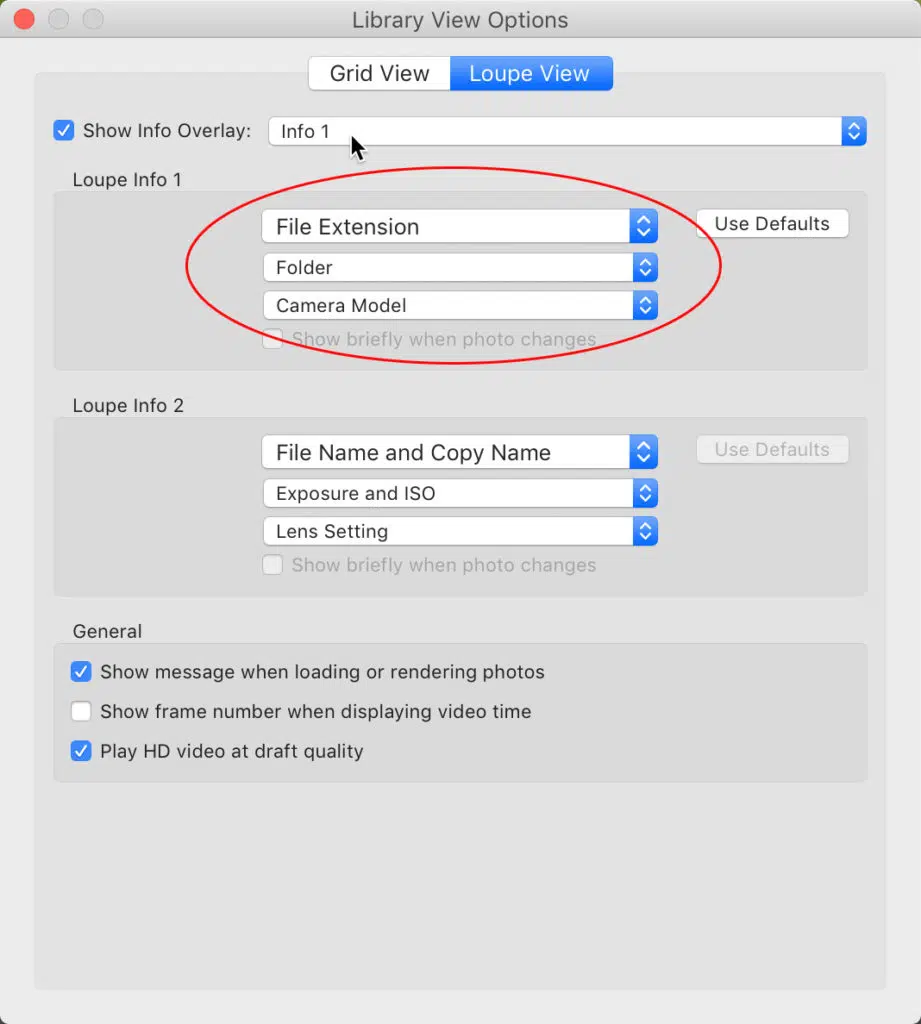 Library View Options
Grid View Loupe View
Show Info Overlay: Info 1
Loupe Info 1
File Extension Use Defaults
Folder
Camera Model
Show briefly when photo changes
Loupe Info 2
File Name and Copy Name Use Defaults
Exposure and ISO
Lens Setting
Show briefly when photo changes
General
Show message when loading or rendering photos
Show frame number when displaying video time
Play HD video at draft quality